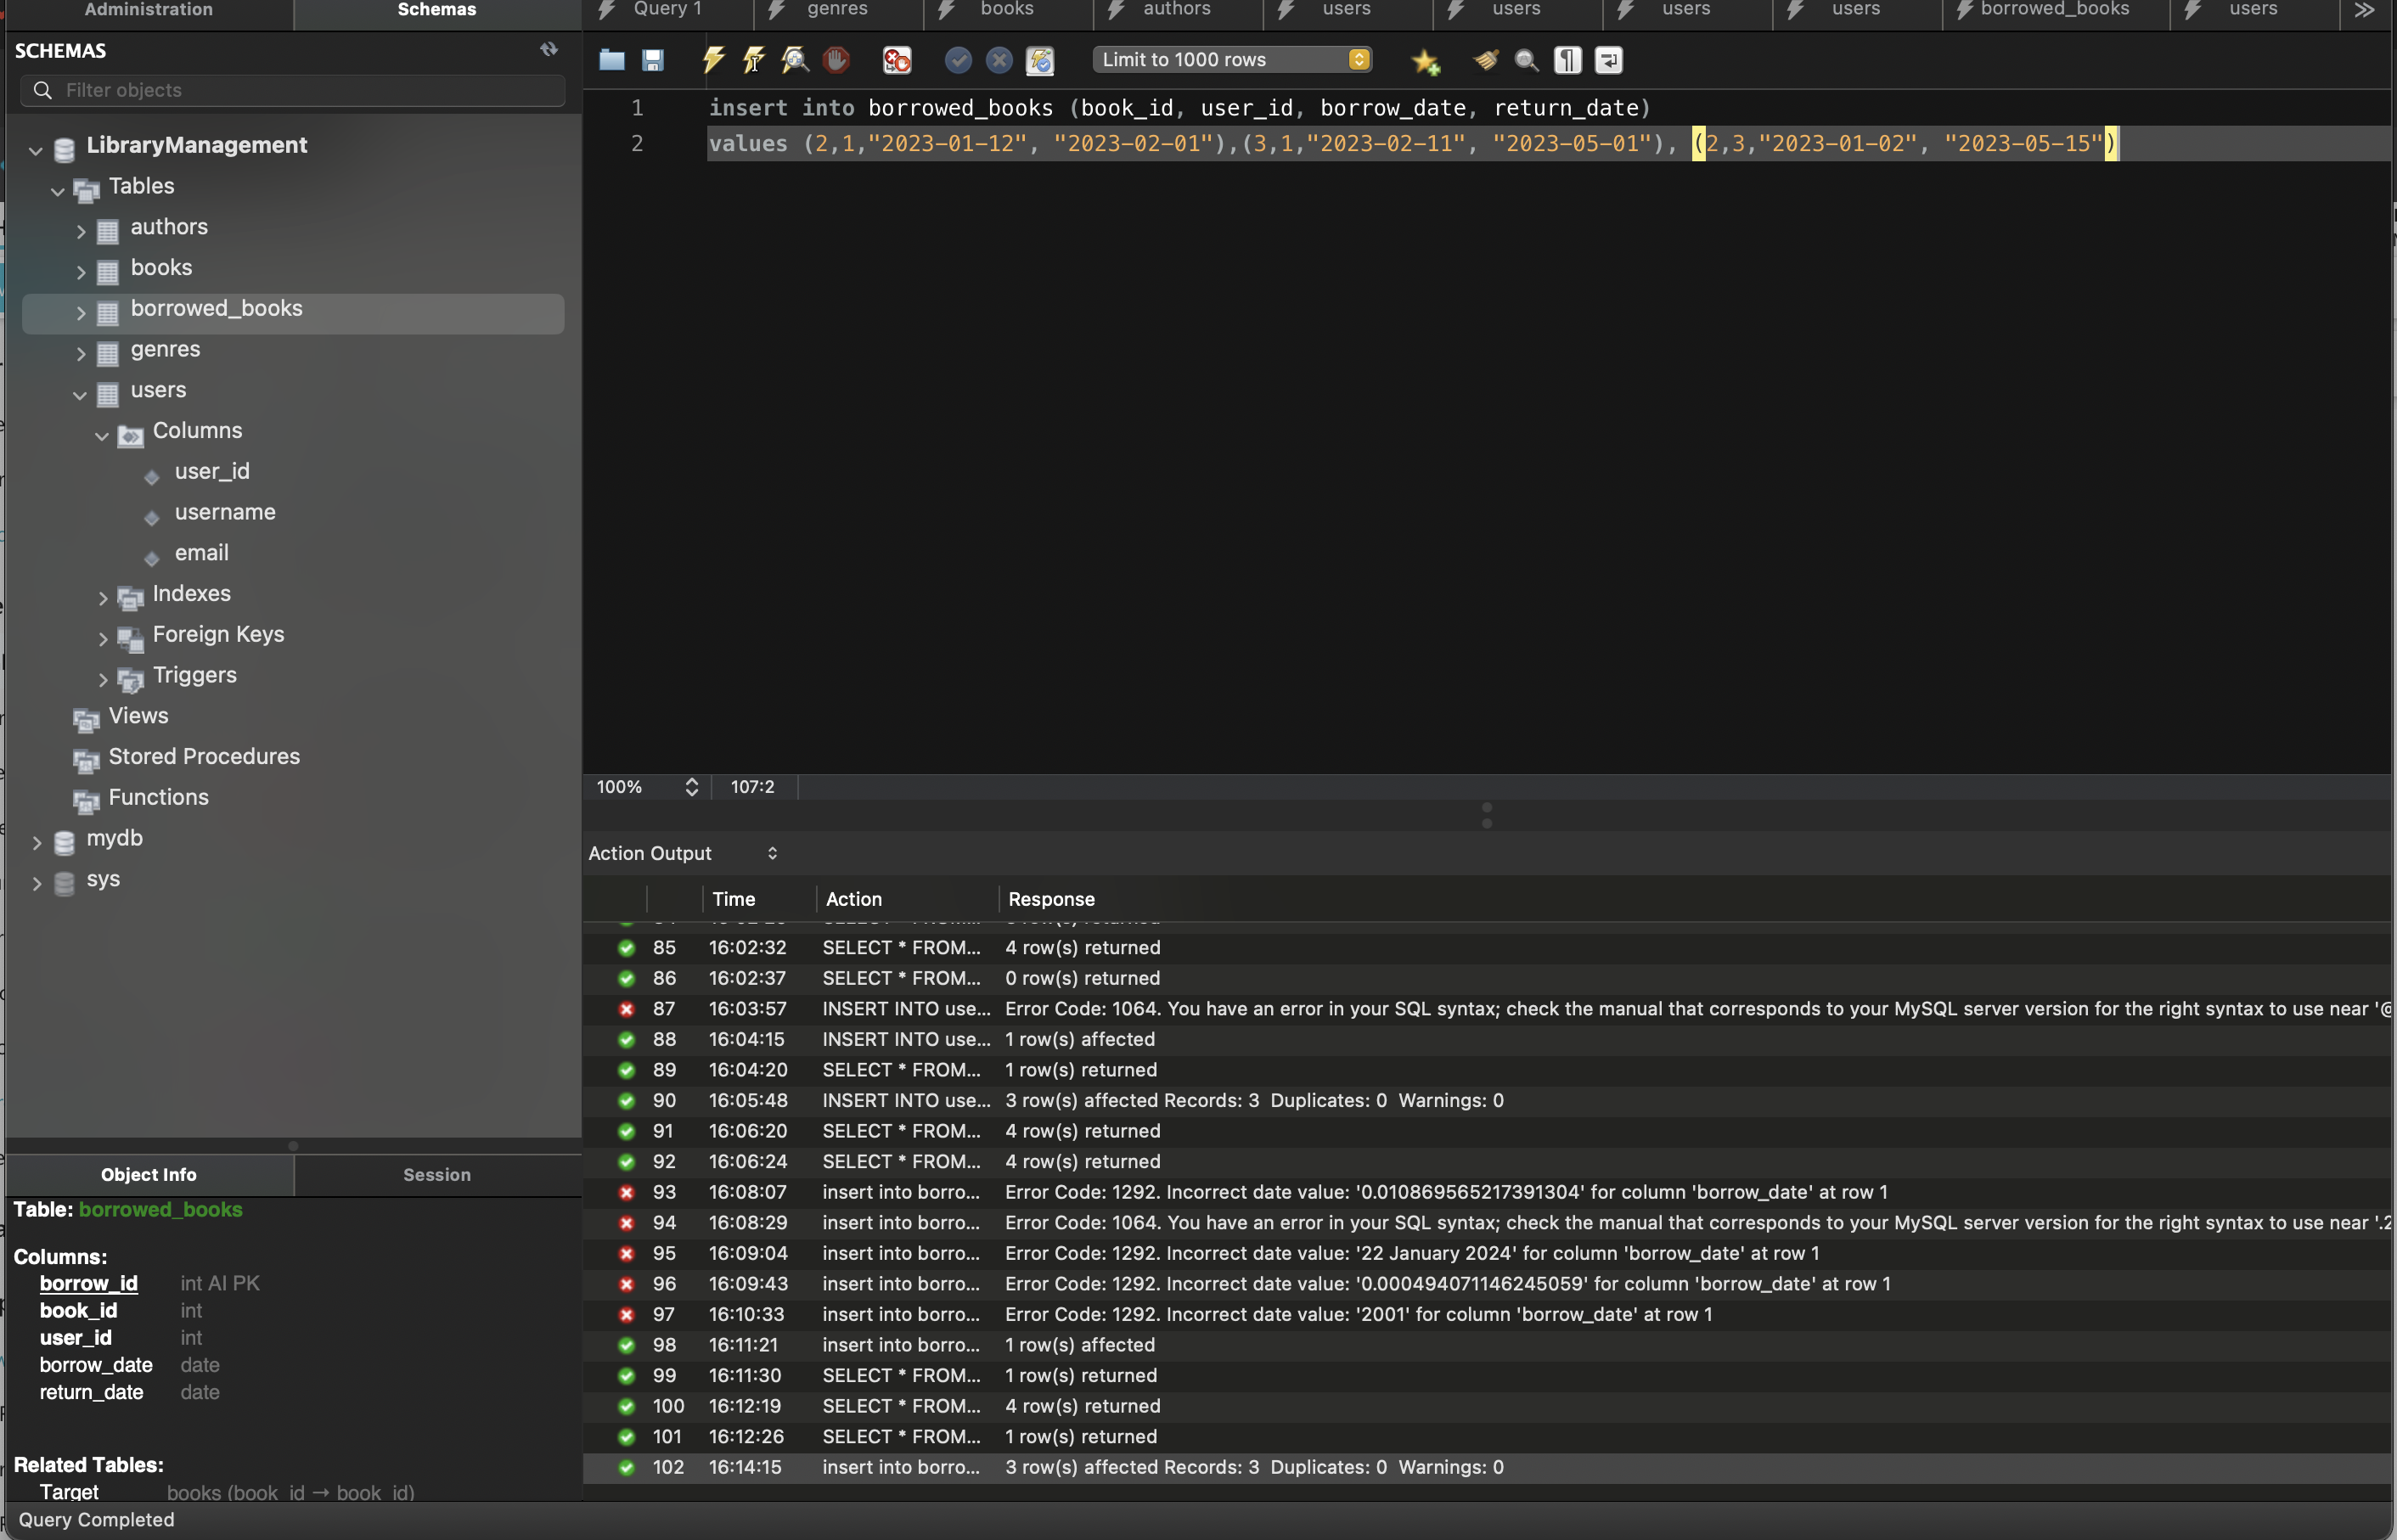 Administration
Schemas
Query 1
genres
books
authors
users
users
users
users
borrowed_books
users
SCHEMAS
Filter objects
Limit to 1000 rows
1 insert into borrowed_books (book_id, user_id, borrow_date, return_date)
2 values (2,1,"2023-01-12", "2023-02-01"),(3,1,"2023-02-11", "2023-05-01"), (2,3,"2023-01-02", "2023-05-15")
LibraryManagement
Tables
authors
books
borrowed_books
genres
users
Columns
user_id
username
email
Indexes
Foreign Keys
Triggers
Views
Stored Procedures
Functions
mydb
sys
100%
107:2
Action Output
Time Action Response
85 16:02:32 SELECT * FROM... 4 row(s) returned
86 16:02:37 SELECT * FROM... 0 row(s) returned
87 16:03:57 INSERT INTO use... Error Code: 1064. You have an error in your SQL syntax; check the manual that corresponds to your MySQL server version for the right syntax to use near '@
88 16:04:15 INSERT INTO use... 1 row(s) affected
89 16:04:20 SELECT * FROM... 1 row(s) returned
90 16:05:48 INSERT INTO use... 3 row(s) affected Records: 3 Duplicates: 0 Warnings: 0
91 16:06:20 SELECT * FROM... 4 row(s) returned
92 16:06:24 SELECT * FROM... 4 row(s) returned
93 16:08:07 insert into borro... Error Code: 1292. Incorrect date value: '0.010869565217391304' for column 'borrow_date' at row 1
94 16:08:29 insert into borro... Error Code: 1064. You have an error in your SQL syntax; check the manual that corresponds to your MySQL server version for the right syntax to use near '.2
95 16:09:04 insert into borro... Error Code: 1292. Incorrect date value: '22 January 2024' for column 'borrow_date' at row 1
96 16:09:43 insert into borro... Error Code: 1292. Incorrect date value: '0.000494071146245059' for column 'borrow_date' at row 1
97 16:10:33 insert into borro... Error Code: 1292. Incorrect date value: '2001' for column 'borrow_date' at row 1
98 16:11:21 insert into borro... 1 row(s) affected
99 16:11:30 SELECT * FROM... 1 row(s) returned
100 16:12:19 SELECT * FROM... 4 row(s) returned
101 16:12:26 SELECT * FROM... 1 row(s) returned
102 16:14:15 insert into borro... 3 row(s) affected Records: 3 Duplicates: 0 Warnings: 0
Object Info
Session
Table: borrowed_books
Columns:
borrow_id int AI PK
book_id int
user_id int
borrow_date date
return_date date
Related Tables:
Target books (book_id → book_id)
Query Completed